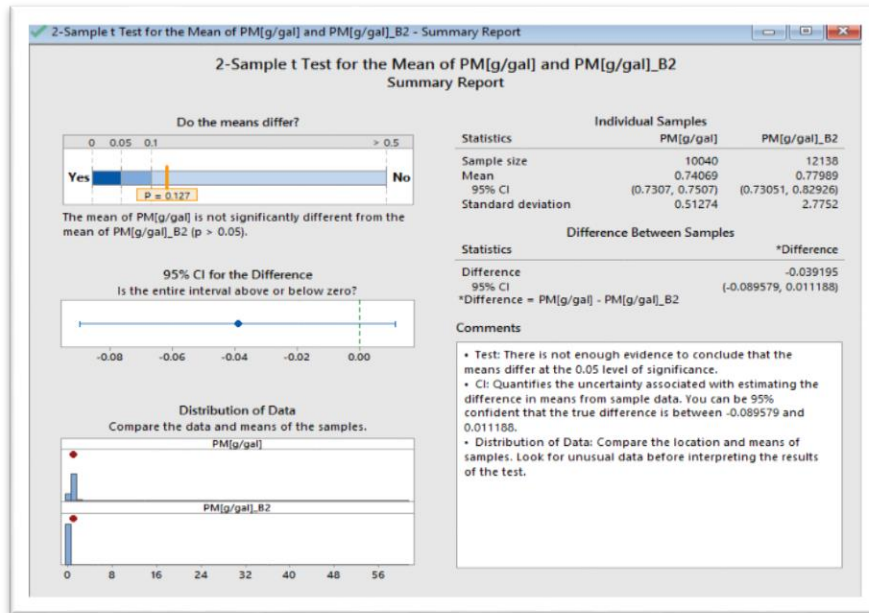 2-Sample t Test for the Mean of PM[g/gal] and PM[g/gal]_B2 - Summary Report
2-Sample t Test for the Mean of PM[g/gal] and PM[g/gal]_B2
Summary Report
Do the means differ?
0 0.05 0.1 > 0.5
Yes No
P = 0.127
The mean of PM[g/gal] is not significantly different from the
mean of PM[g/gal]_B2 (p > 0.05).
95% CI for the Difference
Is the entire interval above or below zero?
-0.08 -0.06 -0.04 -0.02 0.00
Distribution of Data
Compare the data and means of the samples.
PM[g/gal]
PM[g/gal]_B2
0 8 16 24 32 40 48 56
Individual Samples
Statistics PM[g/gal] PM[g/gal]_B2
Sample size 10040 12138
Mean 0.74069 0.77989
95% CI (0.7307, 0.7507) (0.73051, 0.82926)
Standard deviation 0.51274 2.7752
Difference Between Samples
Statistics *Difference
Difference -0.039195
95% CI (-0.089579, 0.011188)
*Difference = PM[g/gal] - PM[g/gal]_B2
Comments
• Test: There is not enough evidence to conclude that the
means differ at the 0.05 level of significance.
• CI: Quantifies the uncertainty associated with estimating the
difference in means from sample data. You can be 95%
confident that the true difference is between -0.089579 and
0.011188.
• Distribution of Data: Compare the location and means of
samples. Look for unusual data before interpreting the results
of the test.